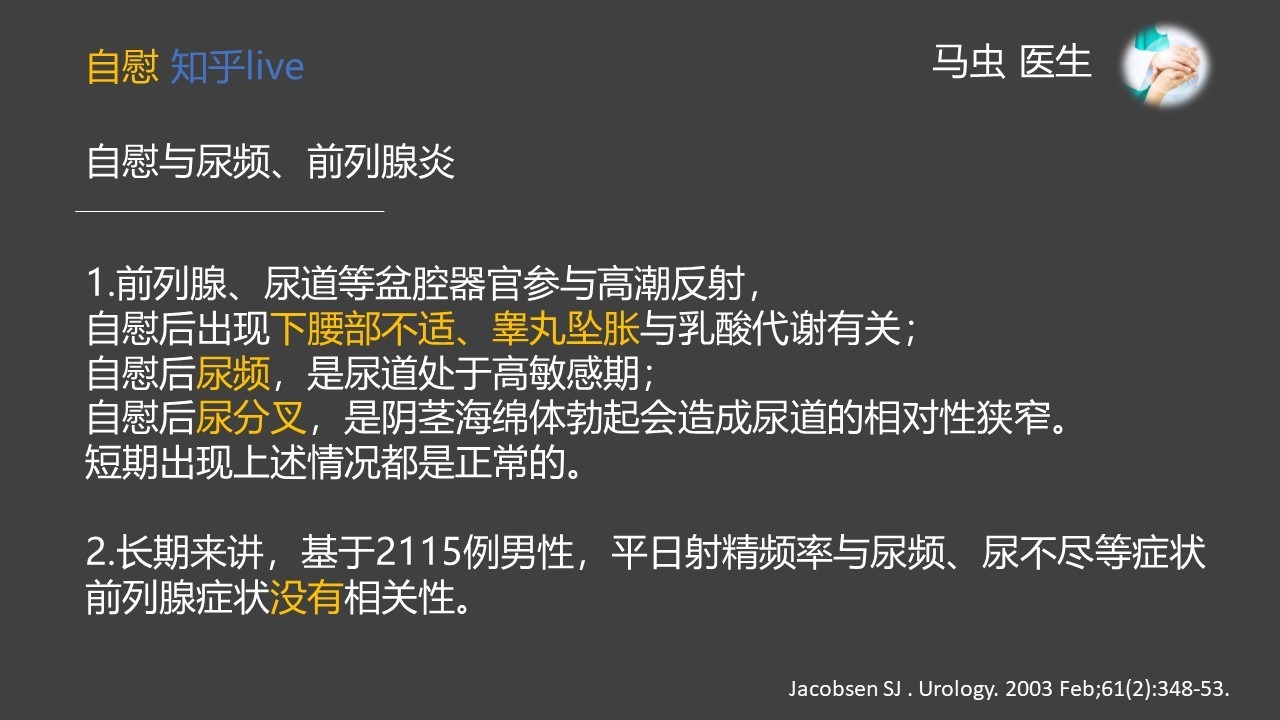 自慰 知乎live
马虫 医生
自慰与尿频、前列腺炎
1.前列腺、尿道等盆腔器官参与高潮反射，
自慰后出现下腰部不适、睾丸坠胀与乳酸代谢有关；
自慰后尿频，是尿道处于高敏感期；
自慰后尿分叉，是阴茎海绵体勃起会造成尿道的相对性狭窄。
短期出现上述情况都是正常的。
2.长期来讲，基于2115例男性，平日射精频率与尿频、尿不尽等症状
前列腺症状没有相关性。
Jacobsen SJ . Urology. 2003 Feb;61(2):348-53.